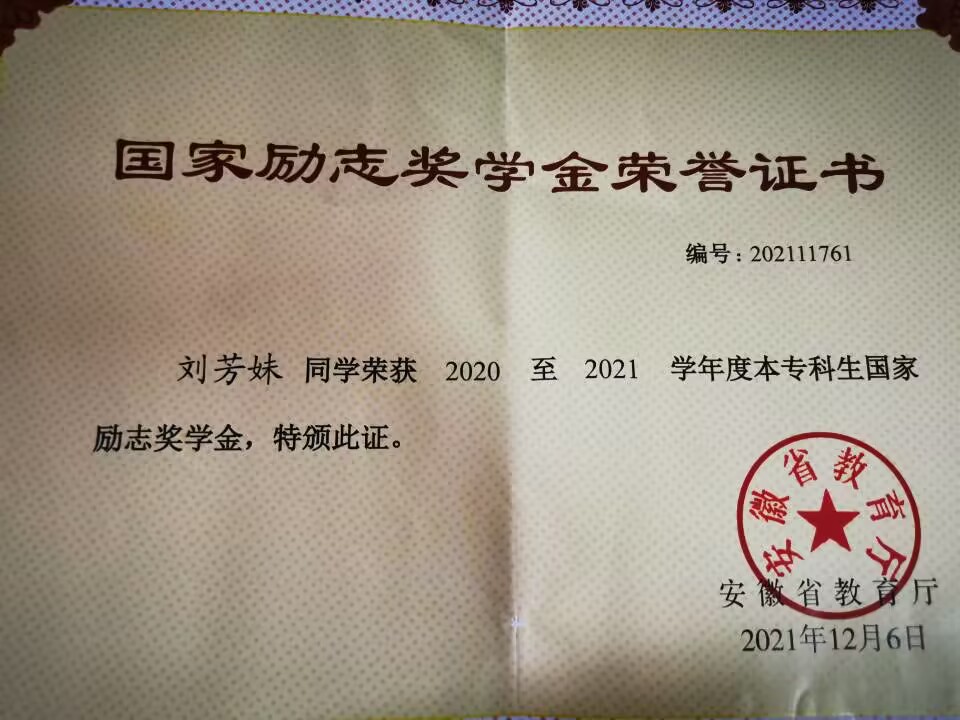 国家励志奖学金荣誉证书
编号：202111761
刘芳妹 同学荣获 2020 至 2021 学年度本专科生国家
励志奖学金，特颁此证。
安徽省教育厅
安徽省教育厅
2021年12月6日